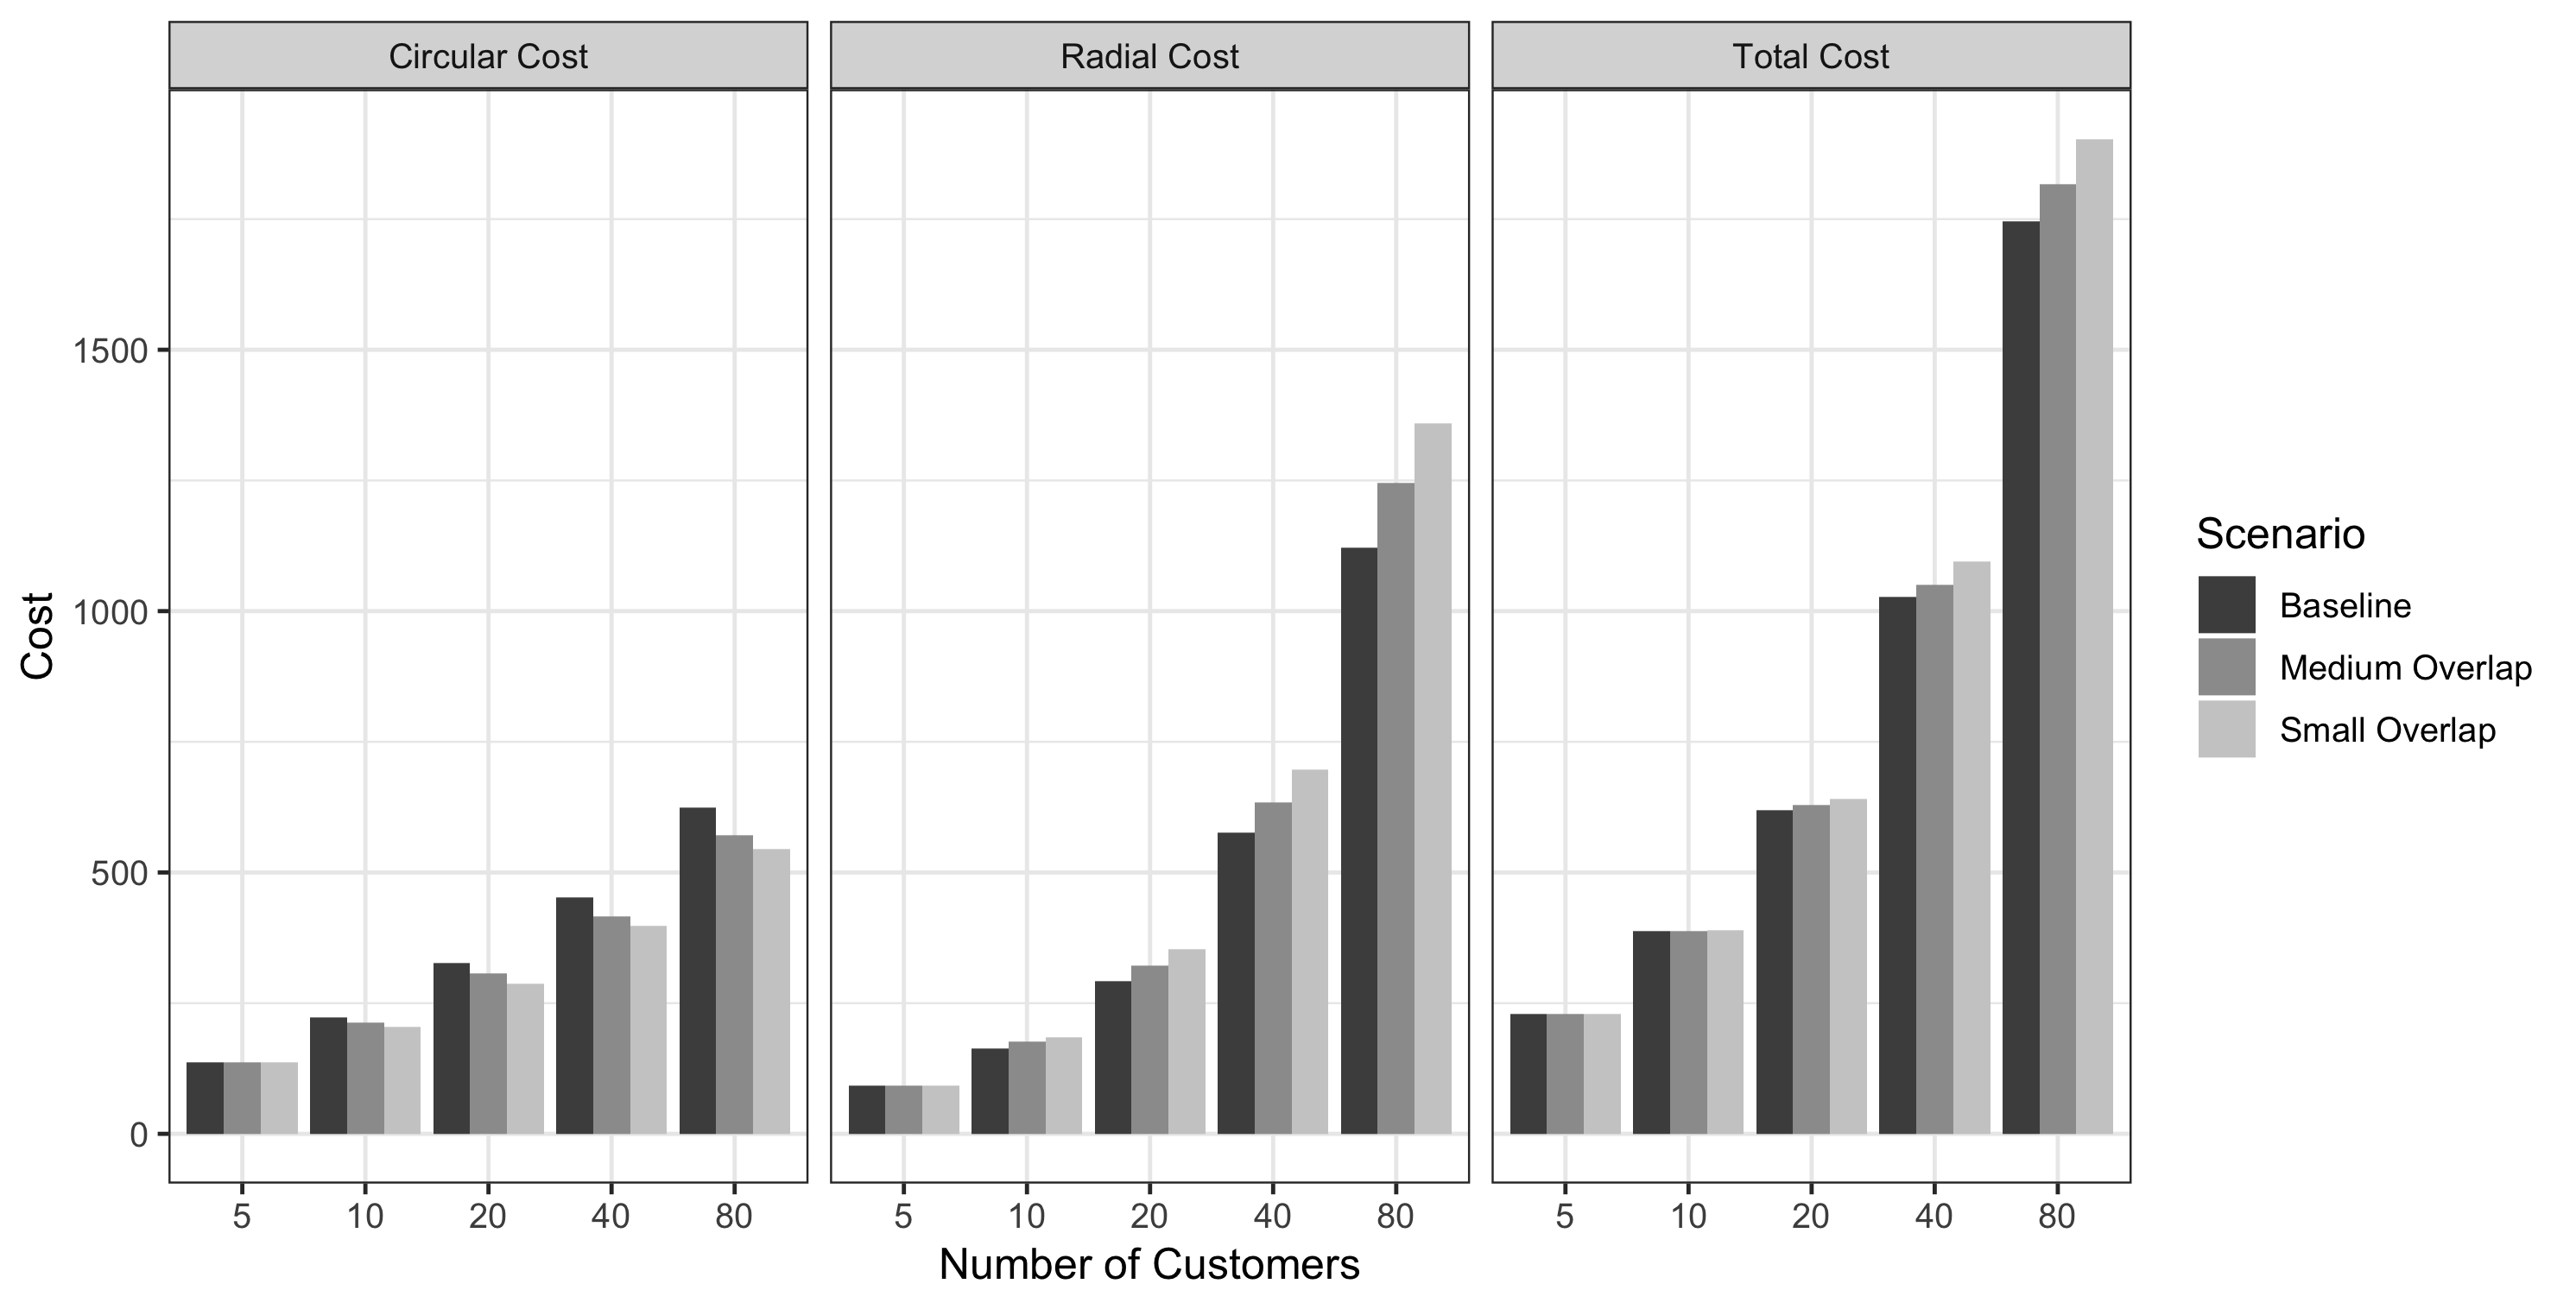 Circular Cost
Radial Cost
Total Cost
Cost
1500
1000
500
0
5 10 20 40 80
5 10 20 40 80
5 10 20 40 80
Number of Customers
Scenario
Baseline
Medium Overlap
Small Overlap